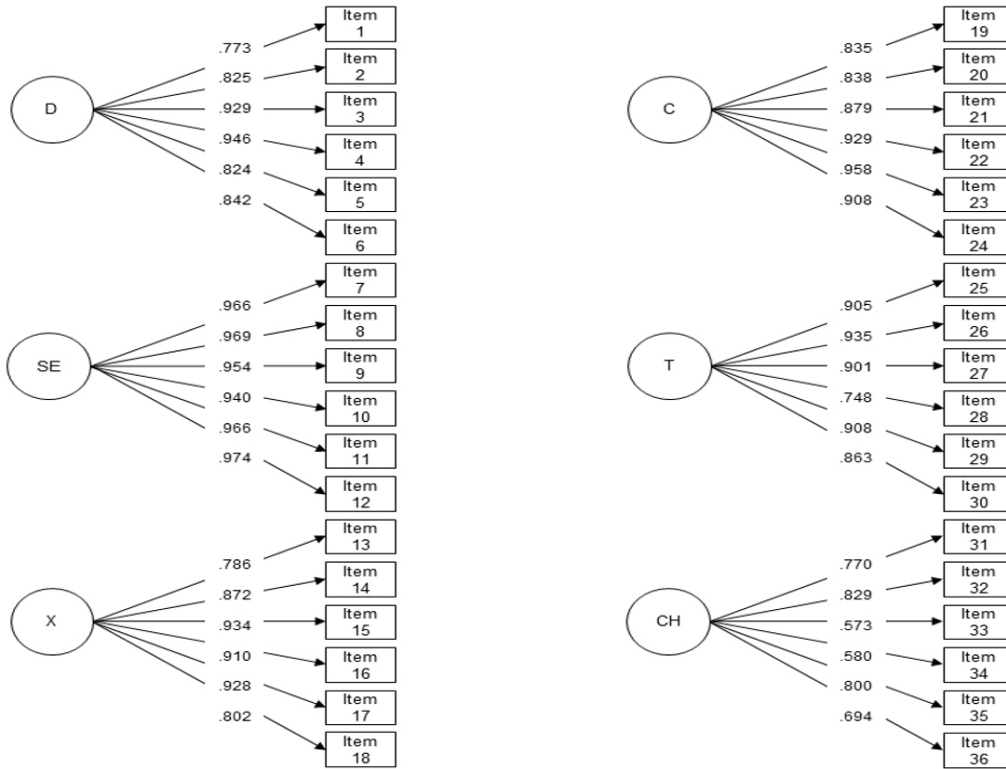 D
.773
.825
.929
.946
.824
.842
Item
1
Item
2
Item
3
Item
4
Item
5
Item
6
SE
.966
.969
.954
.940
.966
.974
Item
7
Item
8
Item
9
Item
10
Item
11
Item
12
X
.786
.872
.934
.910
.928
.802
Item
13
Item
14
Item
15
Item
16
Item
17
Item
18
C
.835
.838
.879
.929
.958
.908
Item
19
Item
20
Item
21
Item
22
Item
23
Item
24
T
.905
.935
.901
.748
.908
.863
Item
25
Item
26
Item
27
Item
28
Item
29
Item
30
CH
.770
.829
.573
.580
.800
.694
Item
31
Item
32
Item
33
Item
34
Item
35
Item
36